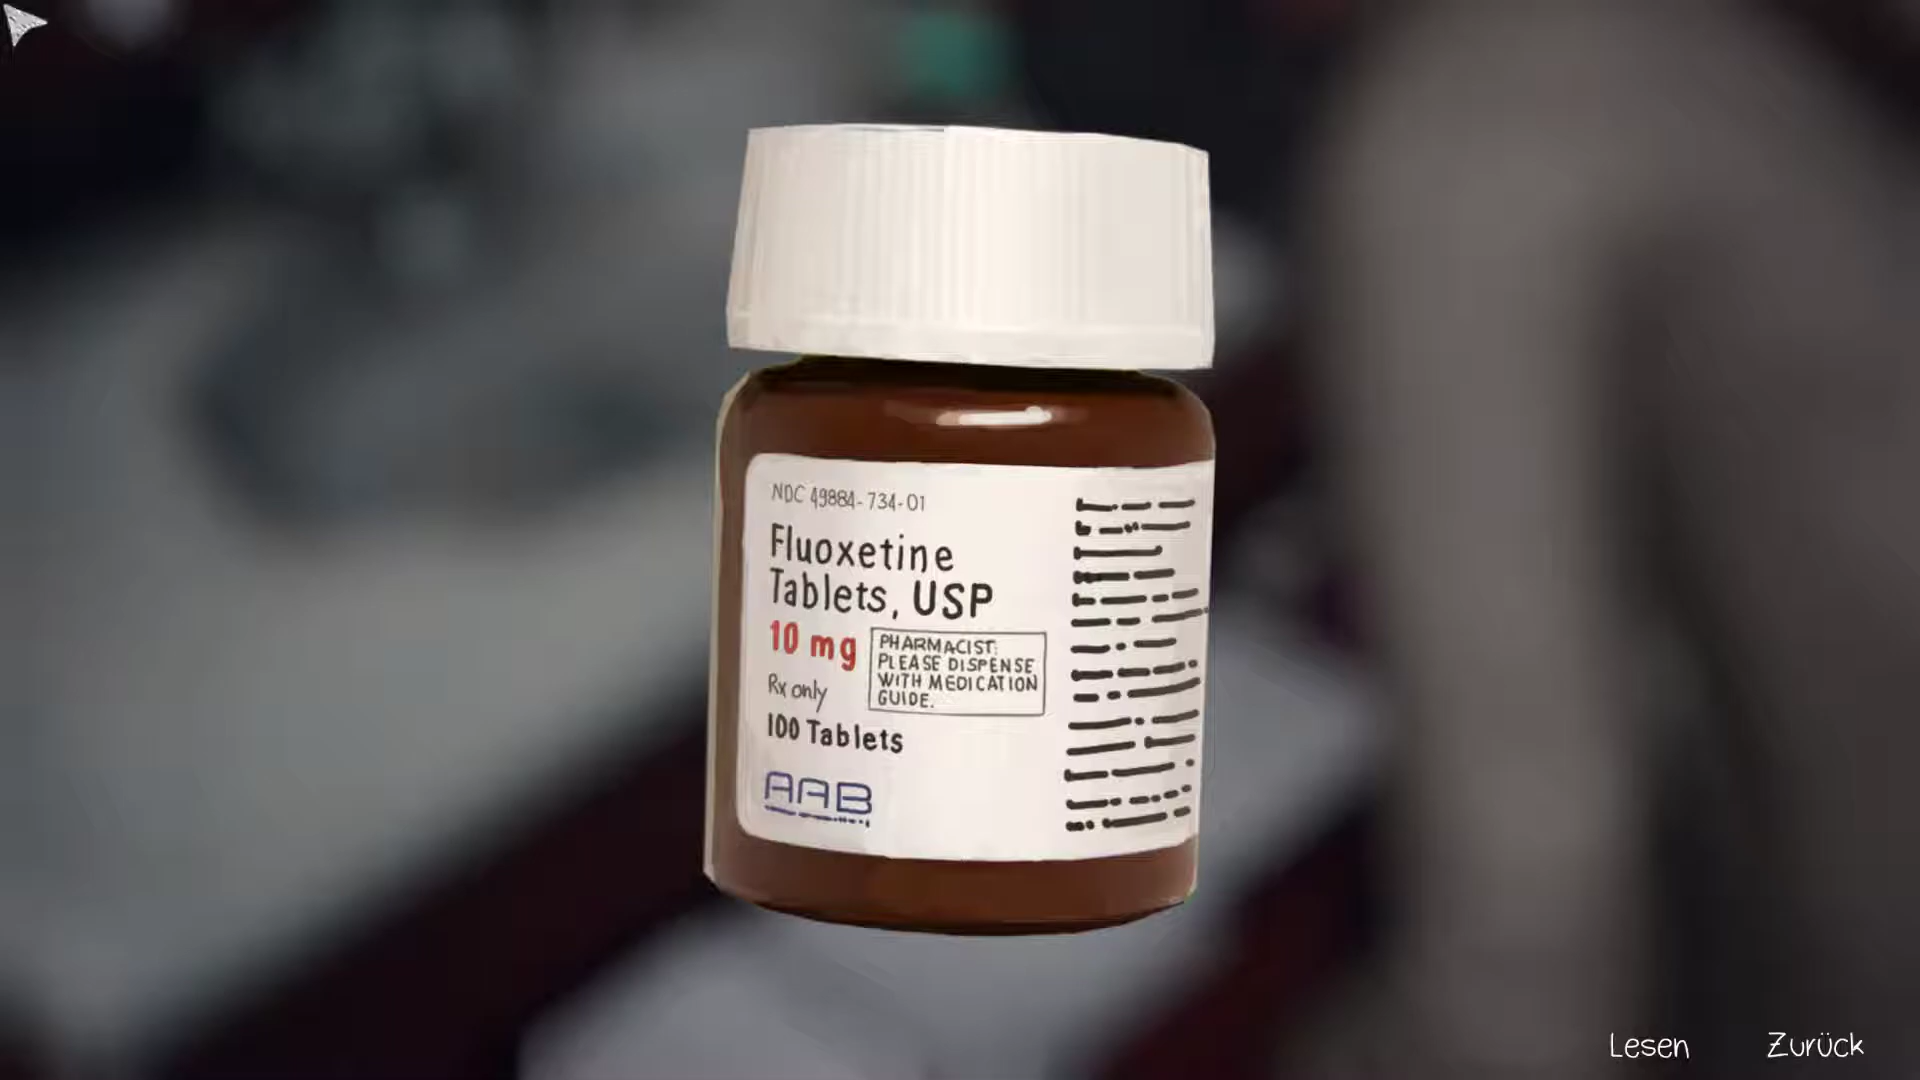 NDC 49884-734-01
Fluoxetine
Tablets, USP
10 mg
PHARMACIST:
PLEASE DISPENSE
WITH MEDICATION
GUIDE.
Rx only
100 Tablets
AAB
Lesen
Zurück